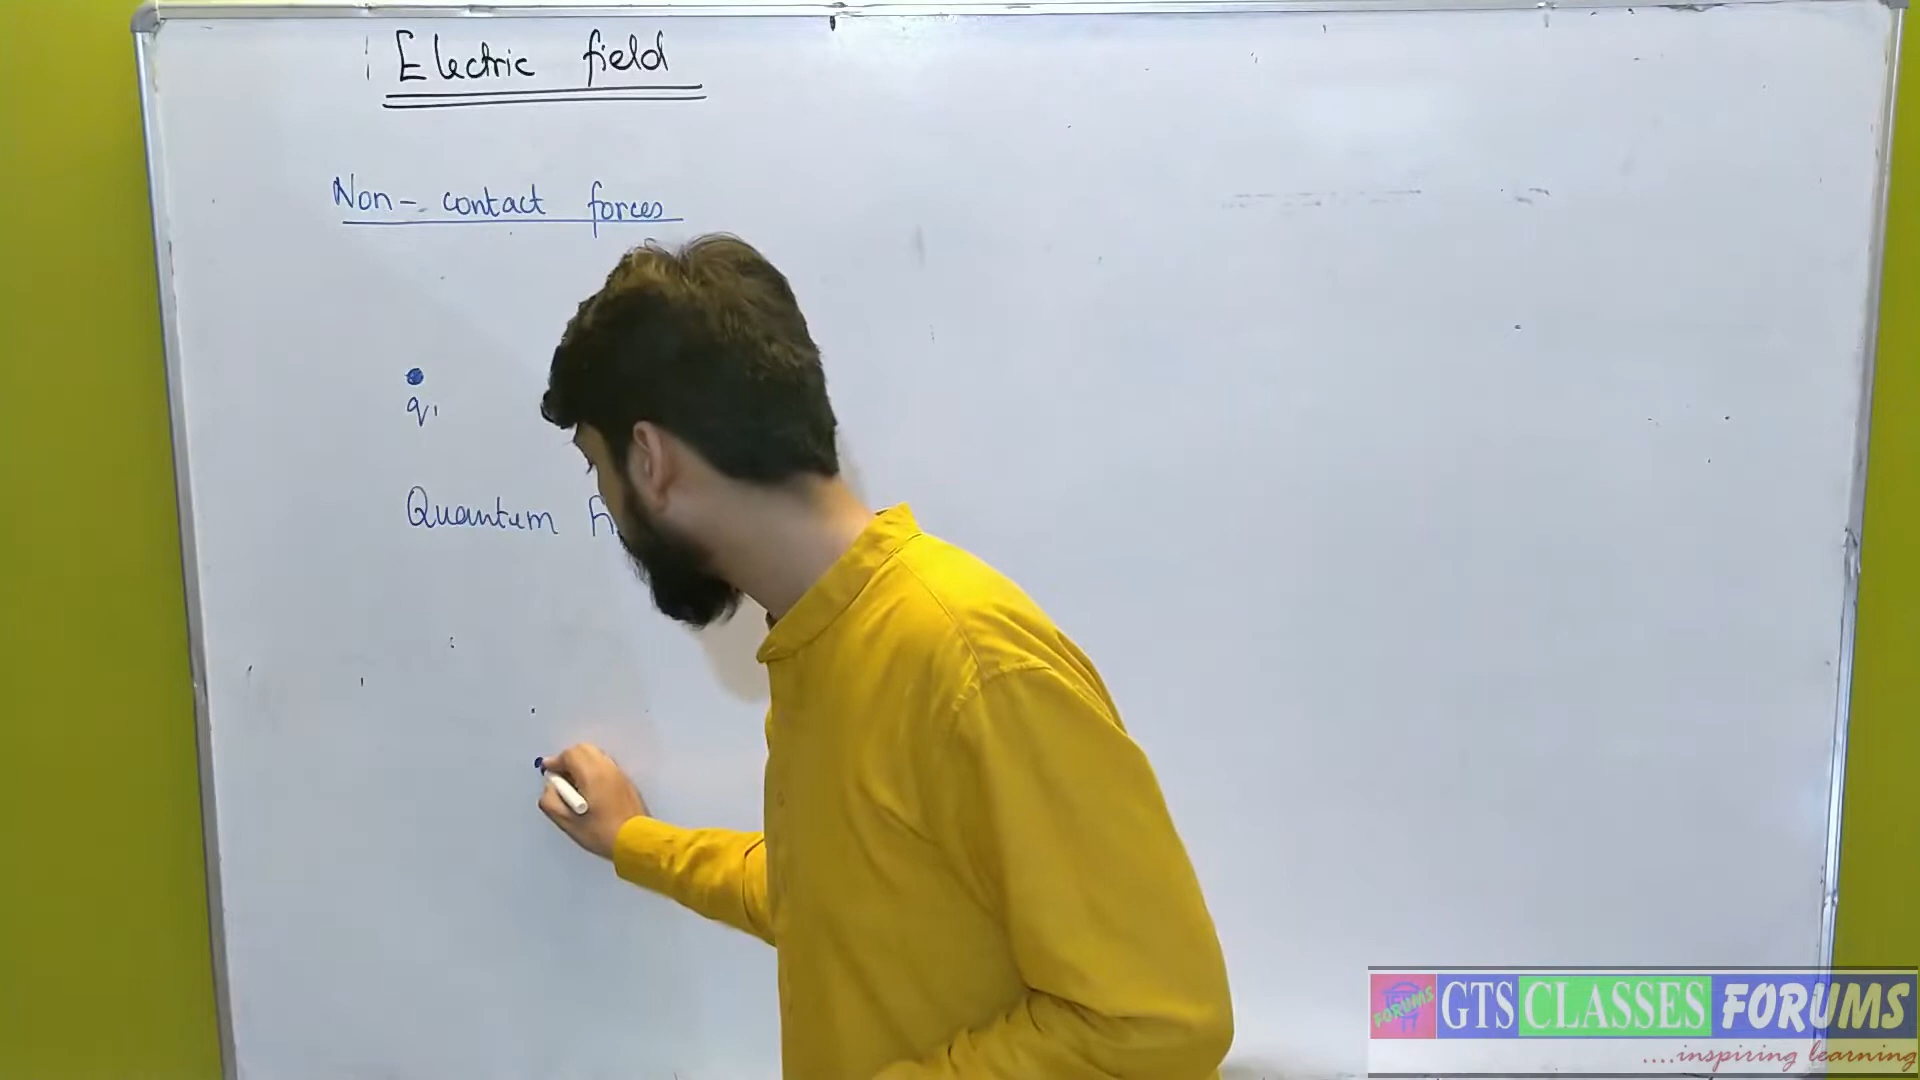 Electric field
Non-contact forces
q1
Quantum
FORUMS GTS CLASSES FORUMS
....inspiring learning